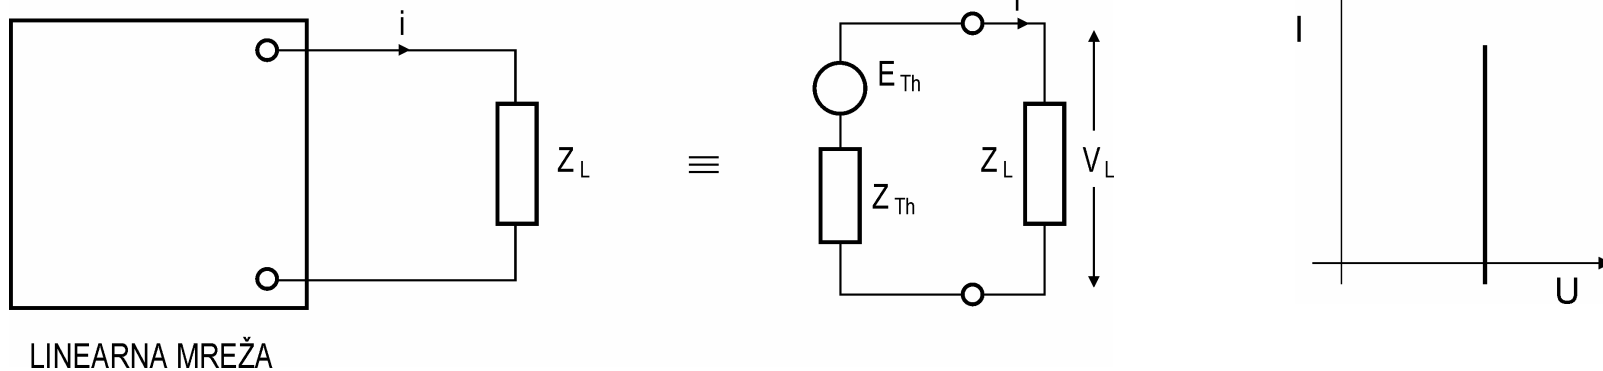 i
Z L
LINEARNA MREŽA
≡
i
E Th
Z Th
Z L
V L
I
U